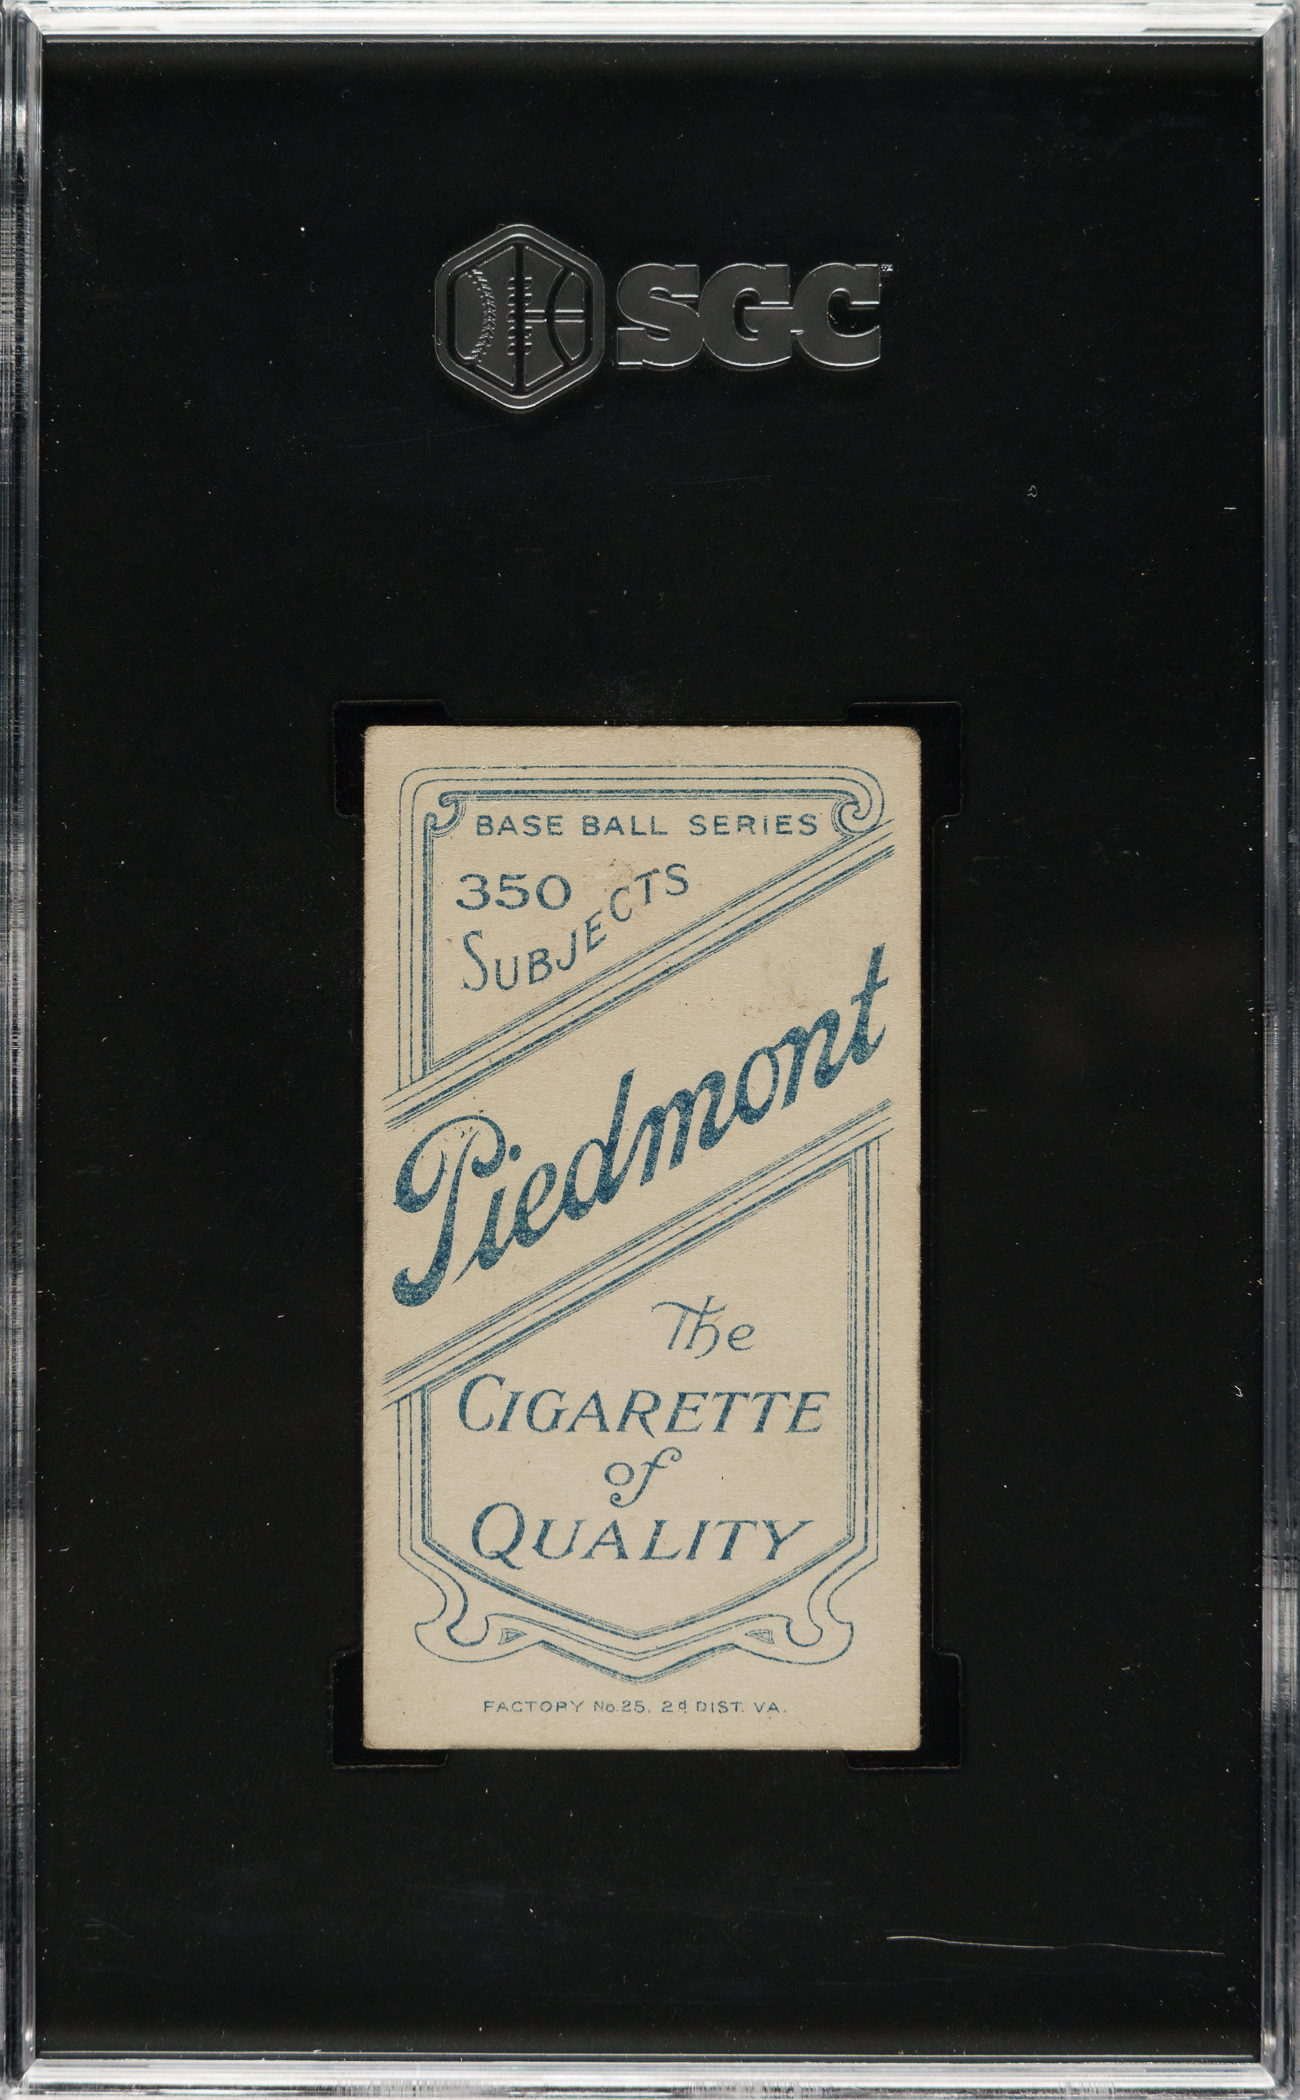 SGC
BASE BALL SERIES
350
SUBJECTS
Piedmont
The
CIGARETTE
of
QUALITY
FACTORY No. 25, 2d DIST. VA.